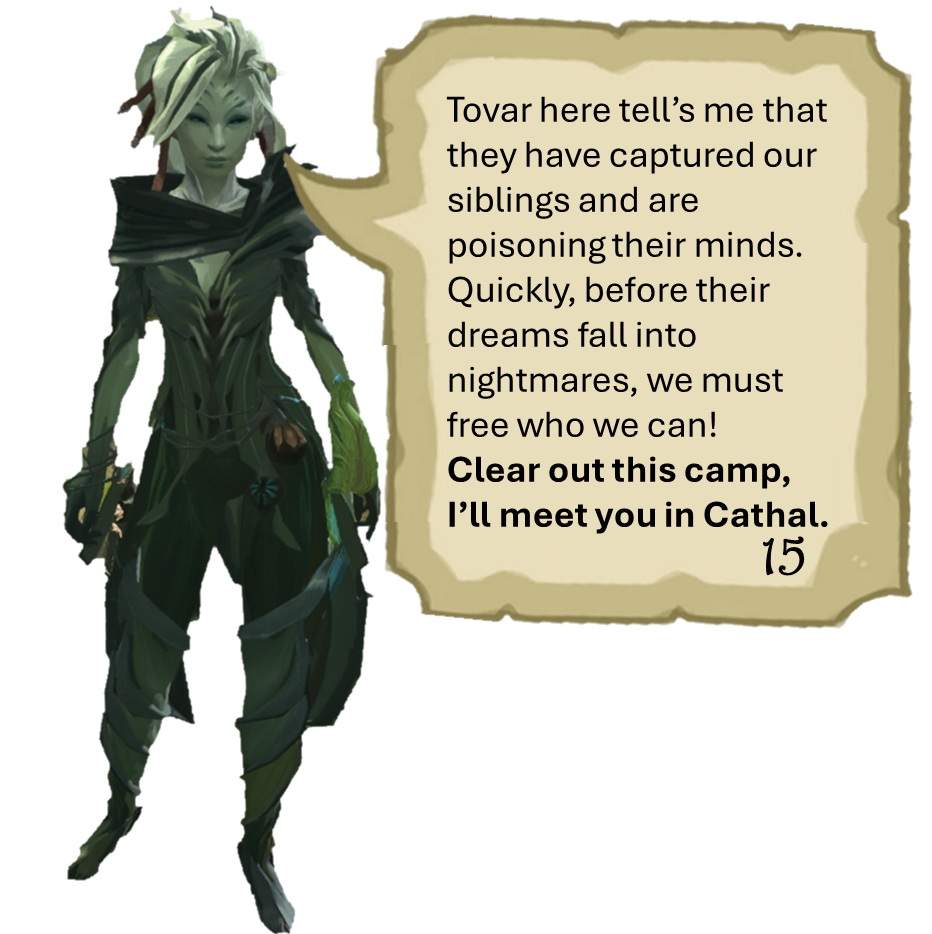 Tovar here tell’s me that
they have captured our
siblings and are
poisoning their minds.
Quickly, before their
dreams fall into
nightmares, we must
free who we can!
Clear out this camp,
I’ll meet you in Cathal.
15